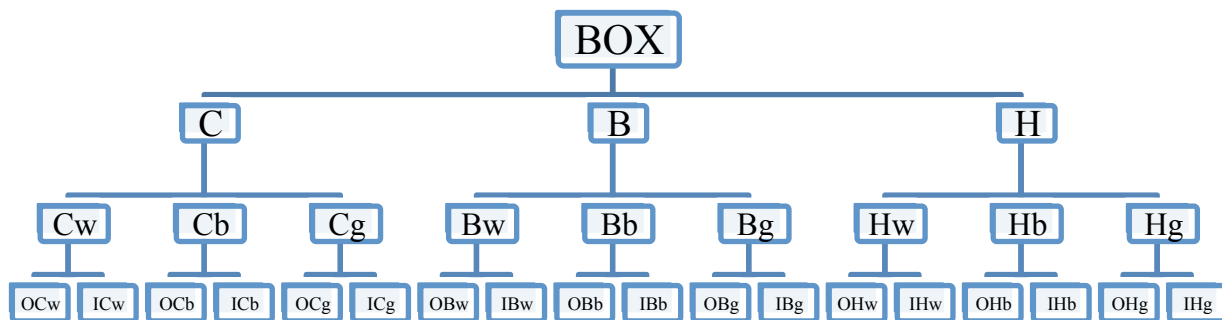 BOX
C B H
Cw Cb Cg Bw Bb Bg Hw Hb Hg
OCw ICw OCb ICb OCg ICg OBw IBw OBb IBb OBg IBg OHw IHw OHb IHb OHg IHg